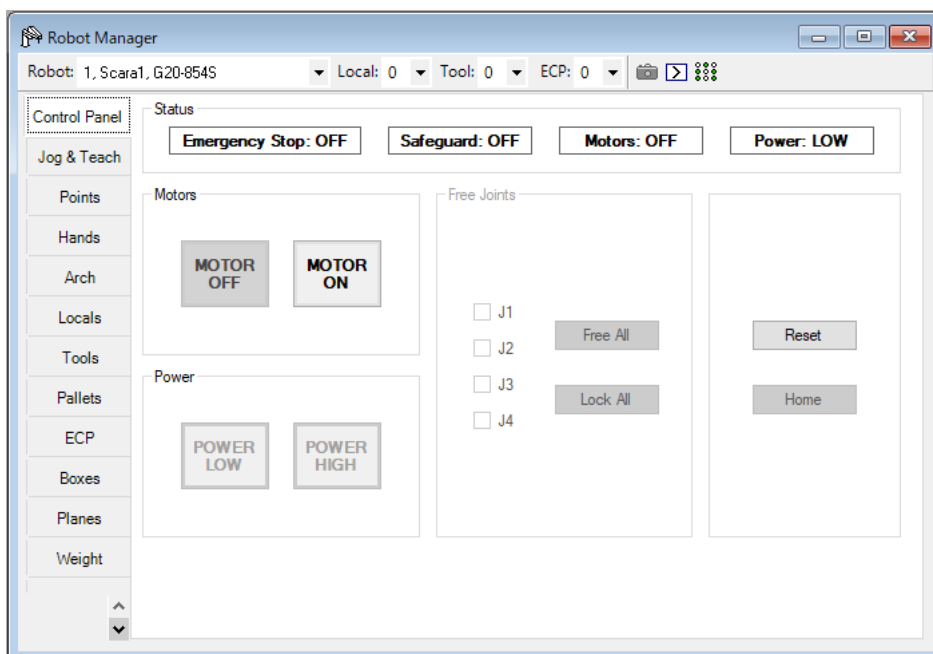 Robot Manager
Robot: 1, Scara1, G20-854S Local: 0 Tool: 0 ECP: 0
Control Panel
Jog & Teach
Points
Hands
Arch
Locals
Tools
Pallets
ECP
Boxes
Planes
Weight
Status
Emergency Stop: OFF Safeguard: OFF Motors: OFF Power: LOW
Motors
MOTOR OFF
MOTOR ON
Power
POWER LOW
POWER HIGH
Free Joints
J1
J2
J3
J4
Free All
Lock All
Reset
Home